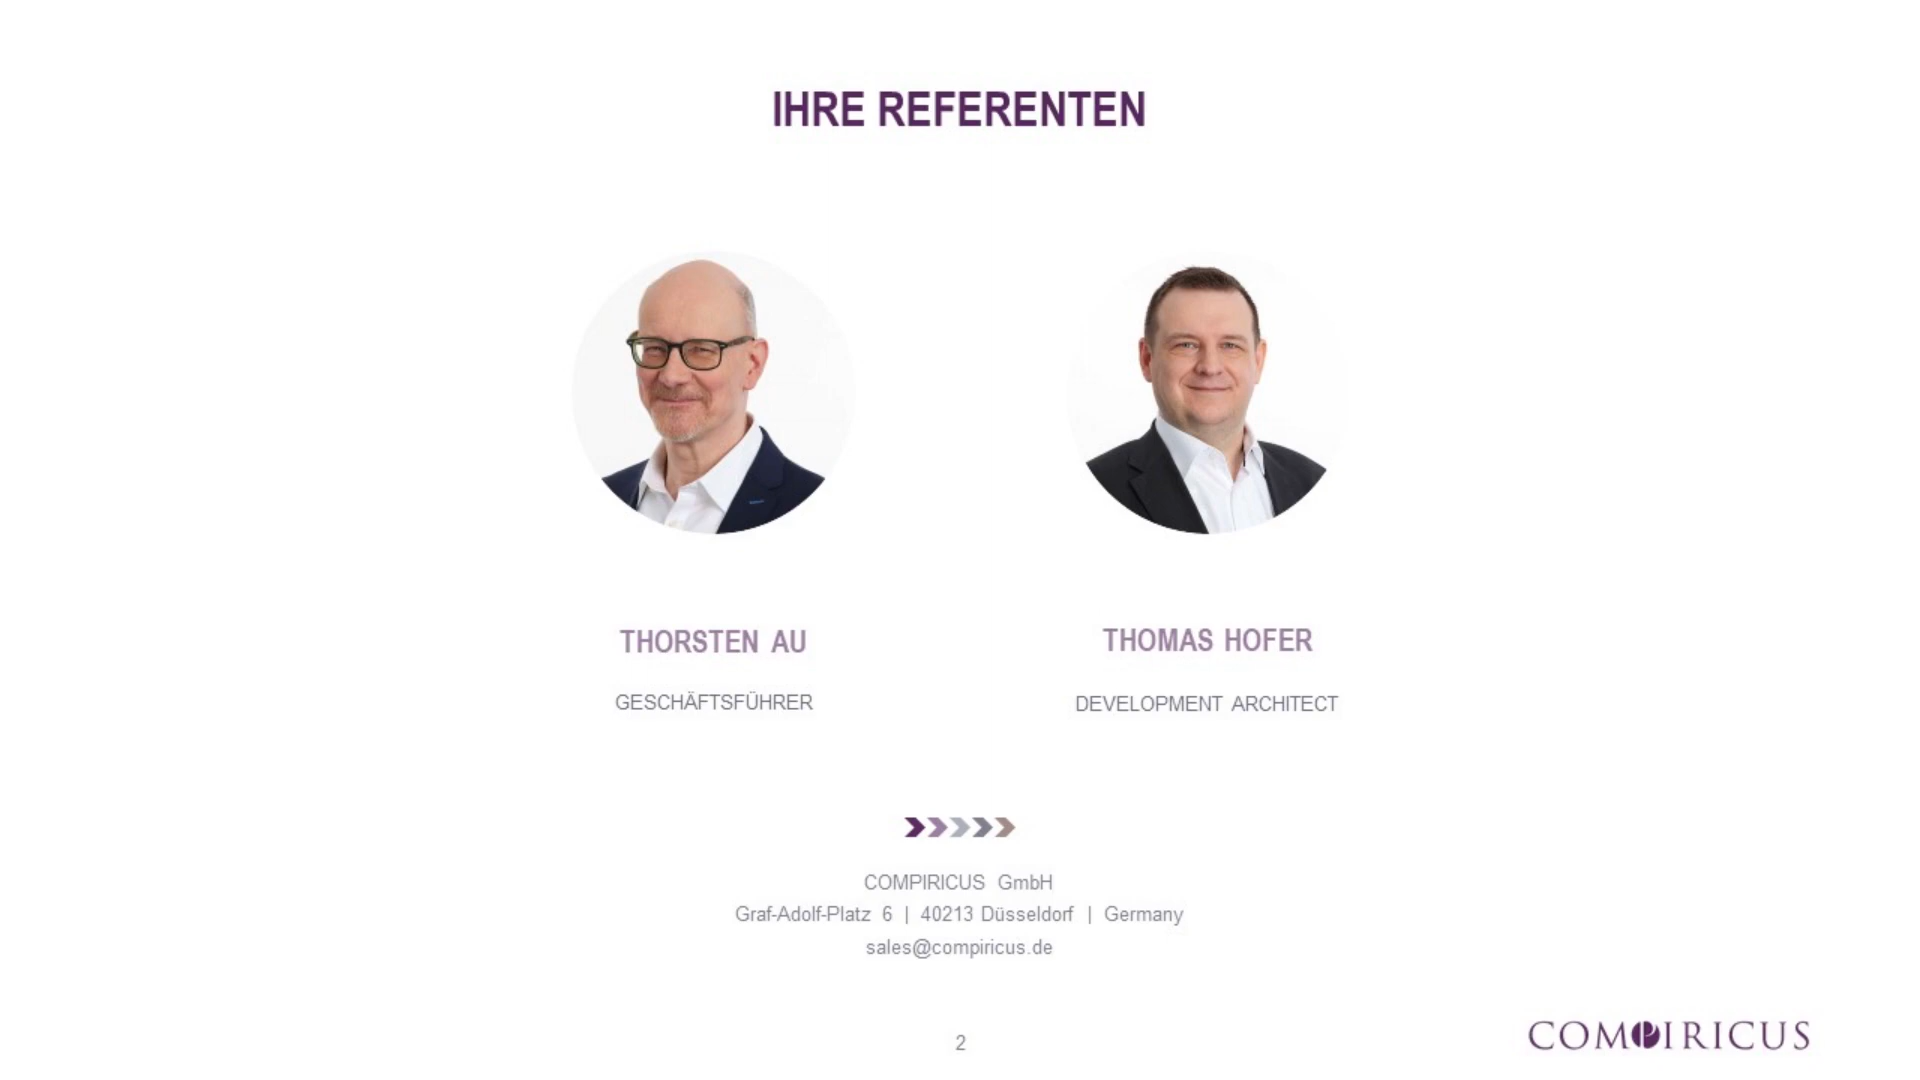 IHRE REFERENTEN
THORSTEN AU
THOMAS HOFER
GESCHÄFTSFÜHRER
DEVELOPMENT ARCHITECT
COMPIRICUS GmbH
Graf-Adolf-Platz 6 | 40213 Düsseldorf | Germany
sales@compiricus.de
2
COMPIRICUS